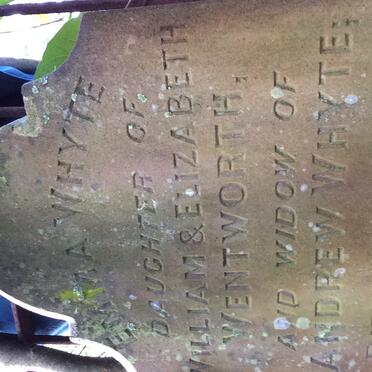 WHYTE
DAUGHTER OF
WILLIAM & ELIZABETH
WENTWORTH,
AND WIDOW OF
ANDREW WHYTE;